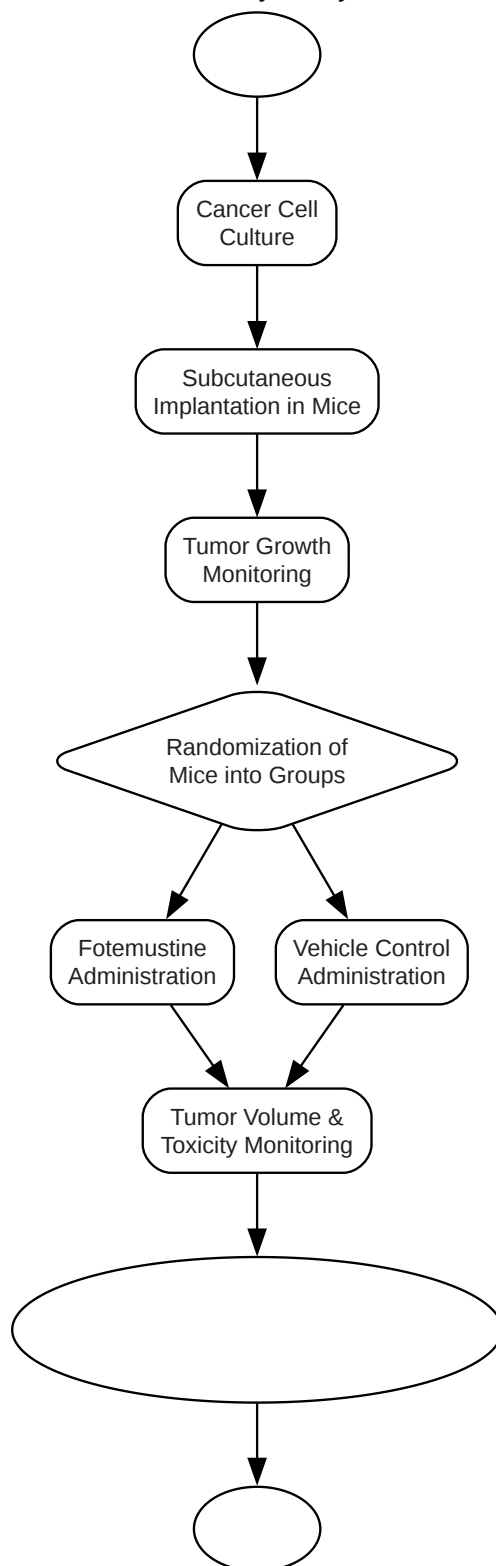 Cancer Cell
Culture
Subcutaneous
Implantation in Mice
Tumor Growth
Monitoring
Randomization of
Mice into Groups
Fotemustine
Administration
Vehicle Control
Administration
Tumor Volume &
Toxicity Monitoring